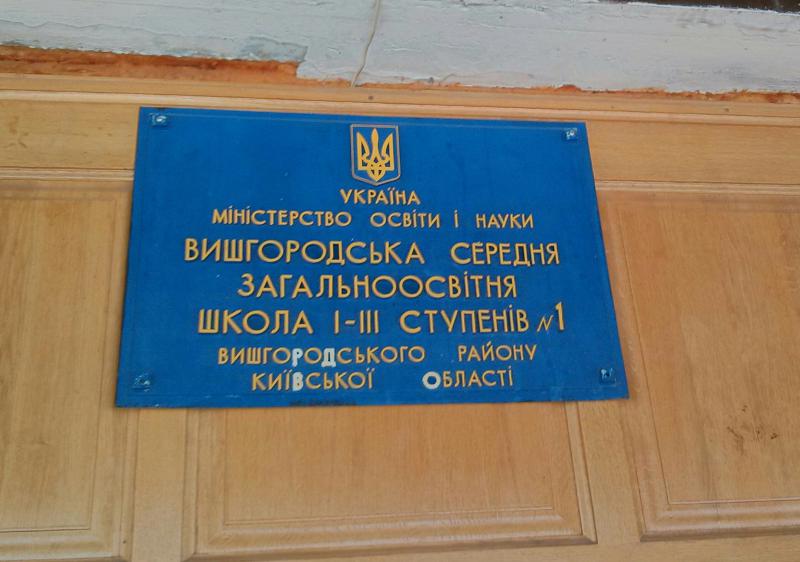 УКРАЇНА
МІНІСТЕРСТВО ОСВІТИ І НАУКИ
ВИШГОРОДСЬКА СЕРЕДНЯ
ЗАГАЛЬНООСВІТНЯ
ШКОЛА І-ІІІ СТУПЕНІВ №1
ВИШГОРОДСЬКОГО РАЙОНУ
КИЇВСЬКОЇ ОБЛАСТІ